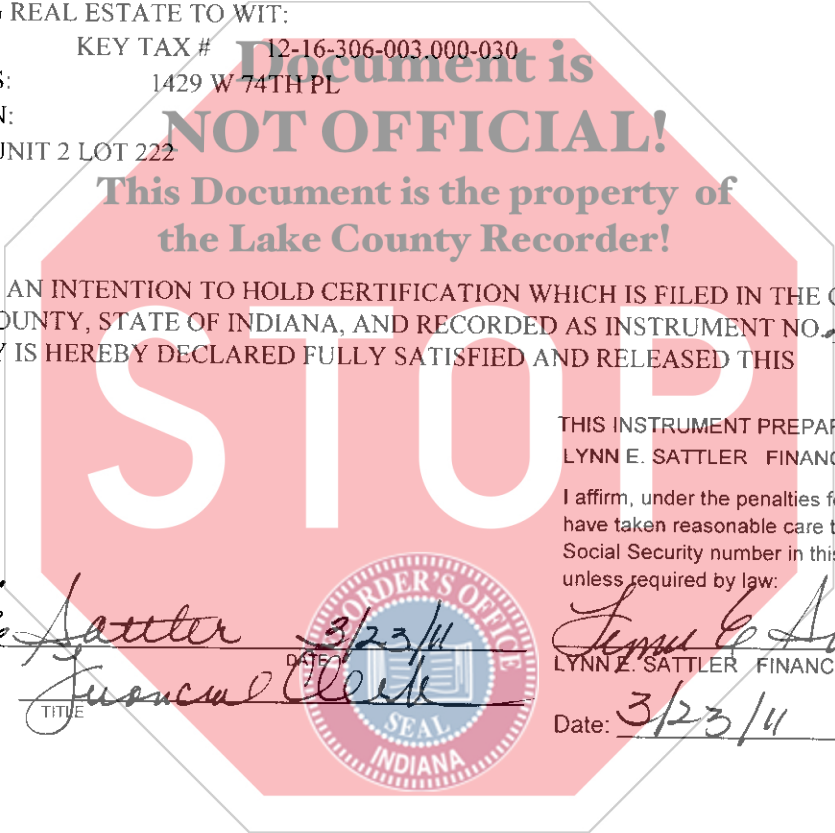 REAL ESTATE TO WIT:
KEY TAX # 12-16-306-003.000-030
S: 1429 W 74TH PL
N:
UNIT 2 LOT 222
Document is
NOT OFFICIAL!
This Document is the property of
the Lake County Recorder!
AN INTENTION TO HOLD CERTIFICATION WHICH IS FILED IN THE
OUNTY, STATE OF INDIANA, AND RECORDED AS INSTRUMENT NO.
Y IS HEREBY DECLARED FULLY SATISFIED AND RELEASED THIS
STOP
THIS INSTRUMENT PREPAR
LYNN E. SATTLER FINANC
I affirm, under the penalties f
have taken reasonable care t
Social Security number in this
unless required by law:
Sattler 3/23/11
DATE
Financial Clerk
TITLE
Lynn E Sa
LYNN E. SATTLER FINANC
Date: 3/23/11
RECORDER'S OFFICE
SEAL
INDIANA